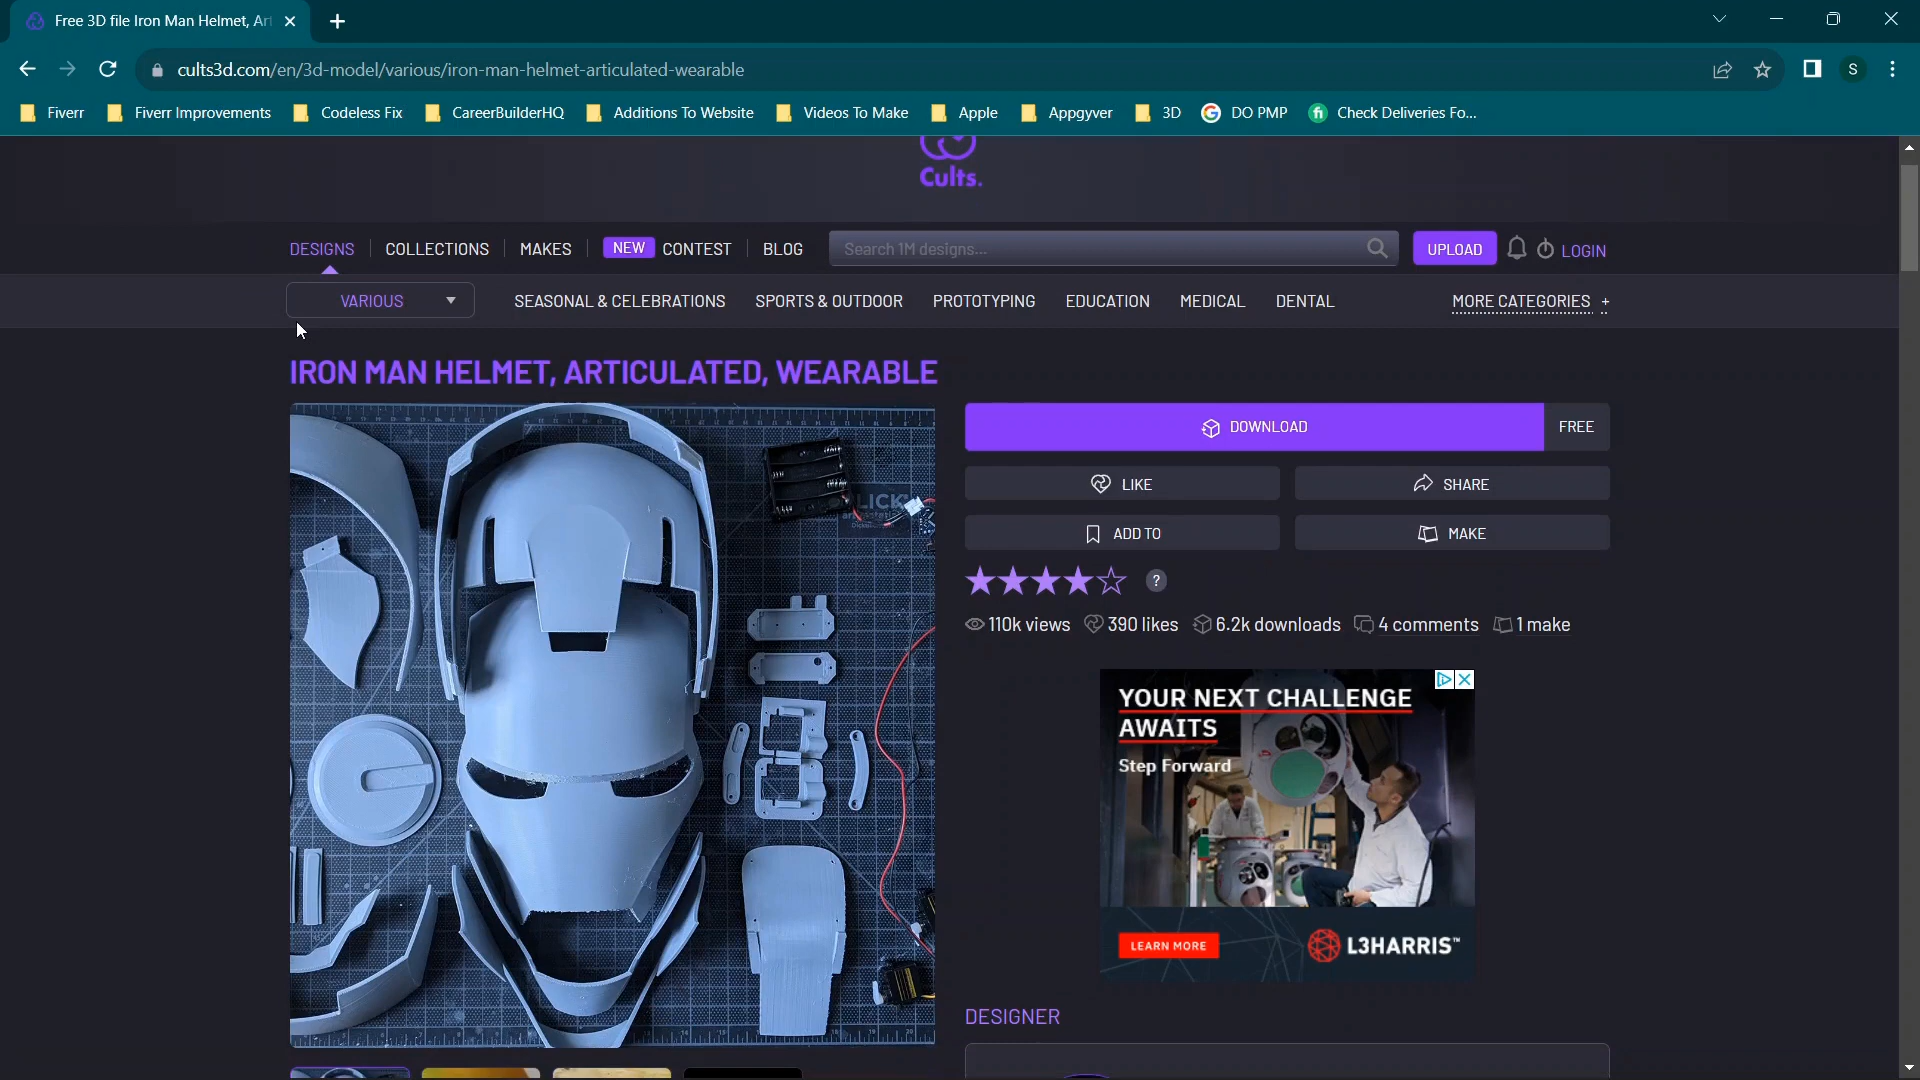 Free 3D file Iron Man Helmet, Ar
cults3d.com/en/3d-model/various/iron-man-helmet-articulated-wearable
S
Fiverr
Fiverr Improvements
Codeless Fix
CareerBuilderHQ
Additions To Website
Videos To Make
Apple
Appgyver
3D
DO PMP
Check Deliveries Fo...
Cults.
DESIGNS
COLLECTIONS
MAKES
NEW CONTEST
BLOG
Search 1M designs...
UPLOAD
LOGIN
VARIOUS
SEASONAL & CELEBRATIONS
SPORTS & OUTDOOR
PROTOTYPING
EDUCATION
MEDICAL
DENTAL
MORE CATEGORIES +
IRON MAN HELMET, ARTICULATED, WEARABLE
DOWNLOAD
FREE
LIKE
SHARE
ADD TO
MAKE
?
110k views
390 likes
6.2k downloads
4 comments
1 make
YOUR NEXT CHALLENGE
AWAITS
Step Forward
LEARN MORE
L3HARRIS™
DESIGNER